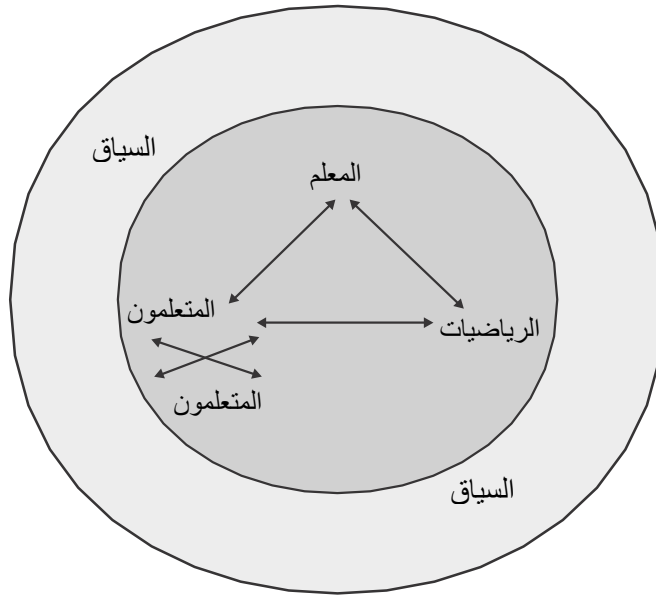 السياق
المعلم
المتعلمون
الرياضيات
المتعلمون
السياق